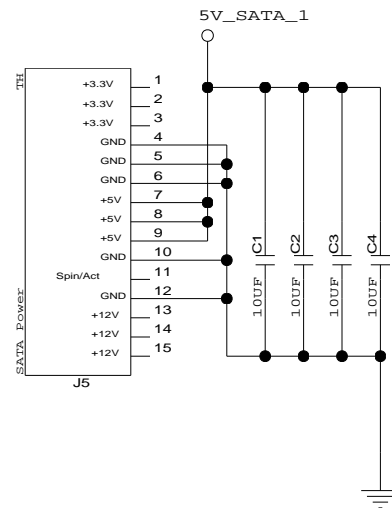 5V_SATA_1
TH
+3.3V 1
+3.3V 2
+3.3V 3
GND 4
GND 5
GND 6
+5V 7
+5V 8
+5V 9
GND 10
Spin/Act 11
GND 12
+12V 13
+12V 14
+12V 15
SATA Power
J5
C1
10UF
C2
10UF
C3
10UF
C4
10UF